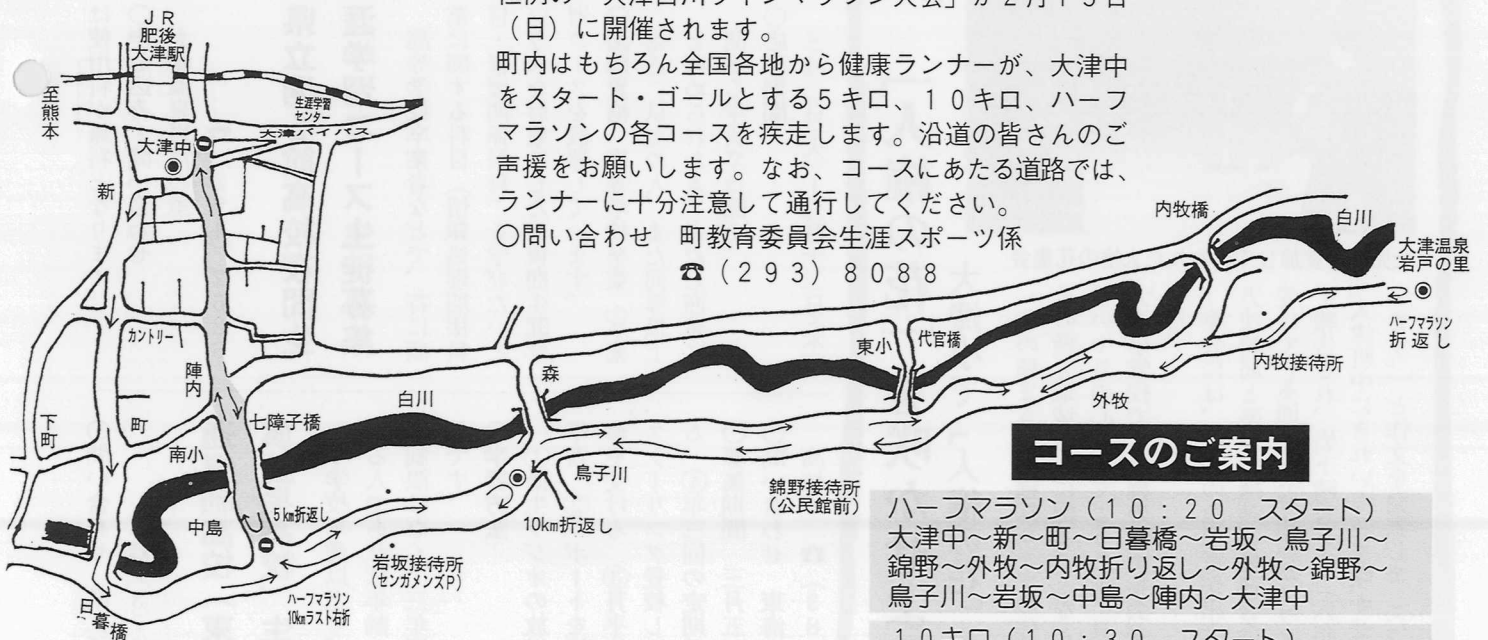 （日）に開催されます。
町内はもちろん全国各地から健康ランナーが、大津中
をスタート・ゴールとする５キロ、１０キロ、ハーフ
マラソンの各コースを疾走します。沿道の皆さんのご
声援をお願いします。なお、コースにあたる道路では、
ランナーに十分注意して通行してください。
○問い合わせ　町教育委員会生涯スポーツ係
☎（２９３）８０８８
ＪＲ
肥後
大津駅
至熊本
生涯学習
センター
大津バイパス
大津中
新
カントリー
陣内
下町
町
七障子橋
南小
中島
白川
5㎞折返し
日暮橋
ハーフマラソン
10㎞ラスト右折
岩坂接待所
（センガメンズP）
森
鳥子川
10㎞折返し
東小
代官橋
錦野接待所
（公民館前）
外牧
内牧橋
白川
内牧接待所
大津温泉
岩戸の里
ハーフマラソン
折返し
コースのご案内
ハーフマラソン（１０：２０　スタート）
大津中～新～町～日暮橋～岩坂～鳥子川～
錦野～外牧～内牧折り返し～外牧～錦野～
鳥子川～岩坂～中島～陣内～大津中
１０キロ（１０：３０　スタート）